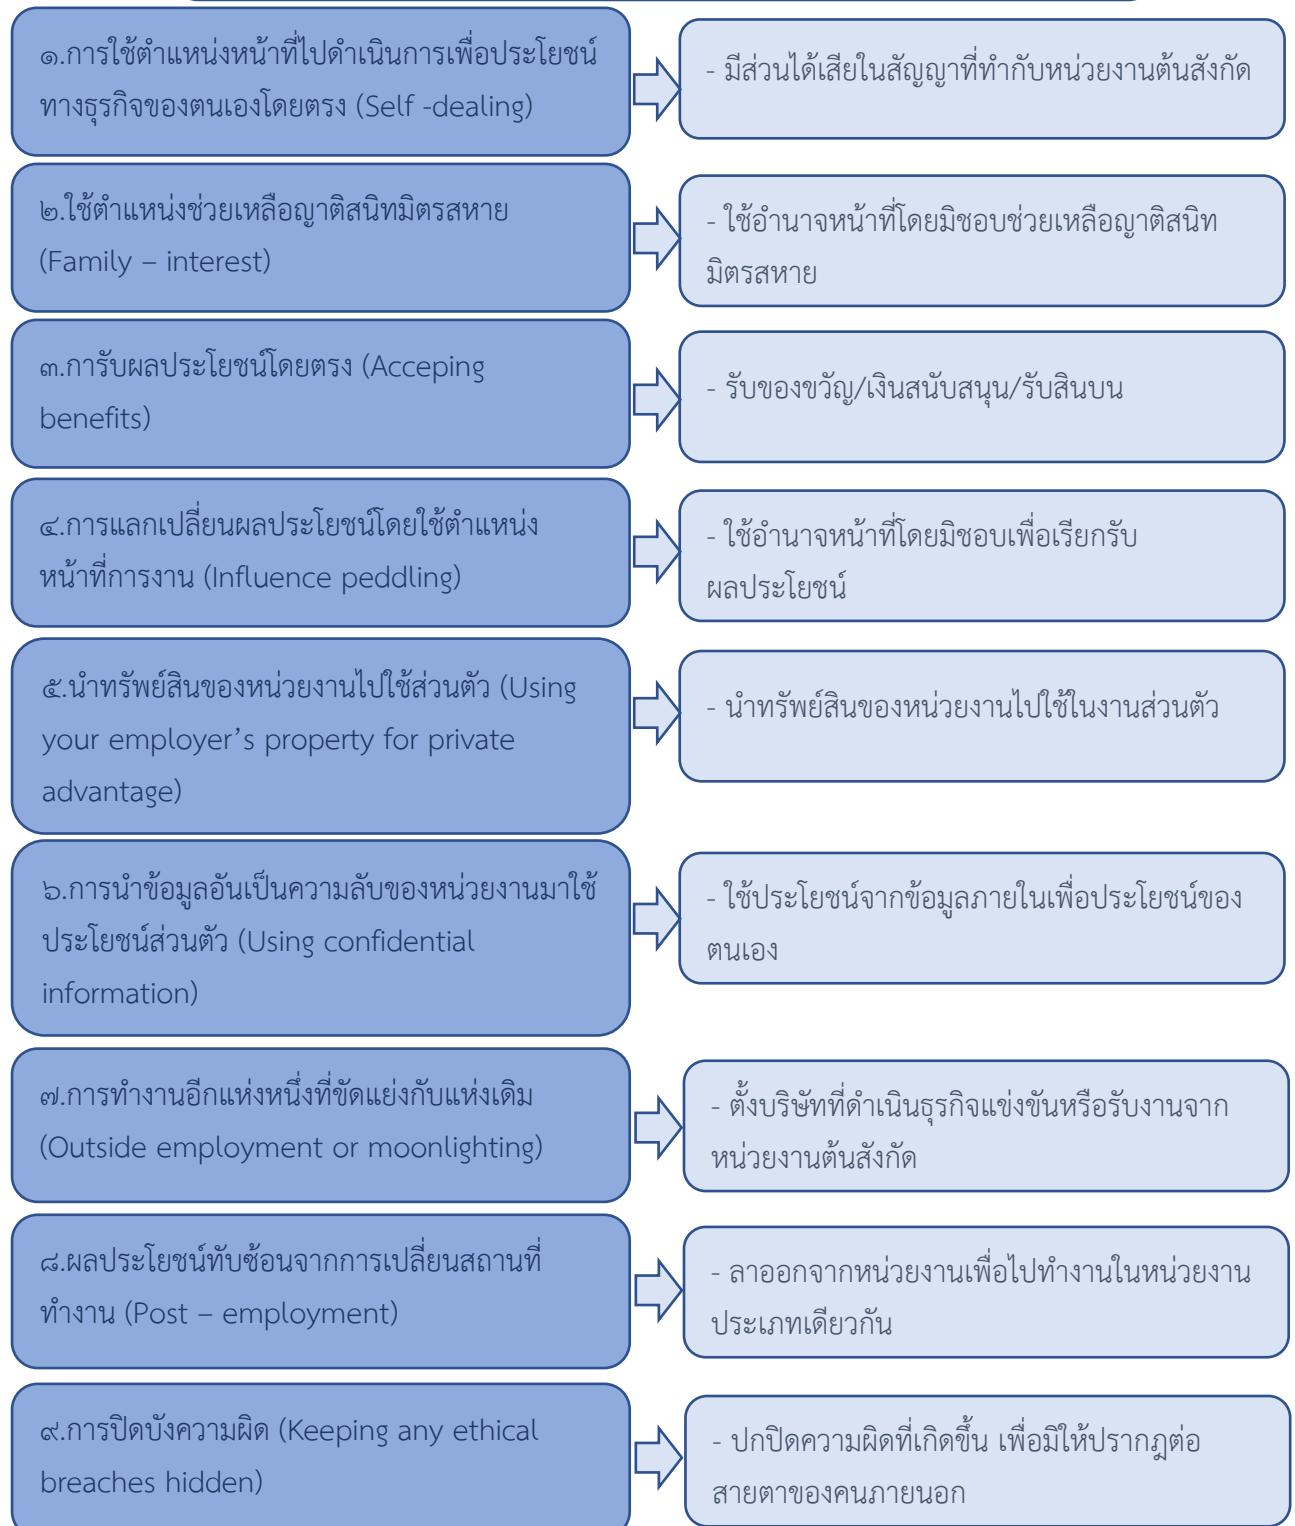 ๑.การใช้ตำแหน่งหน้าที่ไปดำเนินการเพื่อประโยชน์
ทางธุรกิจของตนเองโดยตรง (Self -dealing)
- มีส่วนได้เสียในสัญญาที่ทำกับหน่วยงานต้นสังกัด
๒.ใช้ตำแหน่งช่วยเหลือญาติสนิทมิตรสหาย
(Family – interest)
- ใช้อำนาจหน้าที่โดยมิชอบช่วยเหลือญาติสนิท
มิตรสหาย
๓.การับผลประโยชน์โดยตรง (Acceping
benefits)
- รับของขวัญ/เงินสนับสนุน/รับสินบน
๔.การแลกเปลี่ยนผลประโยชน์โดยใช้ตำแหน่ง
หน้าที่การงาน (Influence peddling)
- ใช้อำนาจหน้าที่โดยมิชอบเพื่อเรียกรับ
ผลประโยชน์
๕.นำทรัพย์สินของหน่วยงานไปใช้ส่วนตัว (Using
your employer’s property for private
advantage)
- นำทรัพย์สินของหน่วยงานไปใช้ในงานส่วนตัว
๖.การนำข้อมูลอันเป็นความลับของหน่วยงานมาใช้
ประโยชน์ส่วนตัว (Using confidential
information)
- ใช้ประโยชน์จากข้อมูลภายในเพื่อประโยชน์ของ
ตนเอง
๗.การทำงานอีกแห่งหนึ่งที่ขัดแย่งกับแห่งเดิม
(Outside employment or moonlighting)
- ตั้งบริษัทที่ดำเนินธุรกิจแข่งขันหรือรับงานจาก
หน่วยงานต้นสังกัด
๘.ผลประโยชน์ทับซ้อนจากการเปลี่ยนสถานที่
ทำงาน (Post – employment)
- ลาออกจากหน่วยงานเพื่อไปทำงานในหน่วยงาน
ประเภทเดียวกัน
๙.การปิดบังความผิด (Keeping any ethical
breaches hidden)
- ปกปิดความผิดที่เกิดขึ้น เพื่อมิให้ปรากฎต่อ
สายตาของคนภายนอก